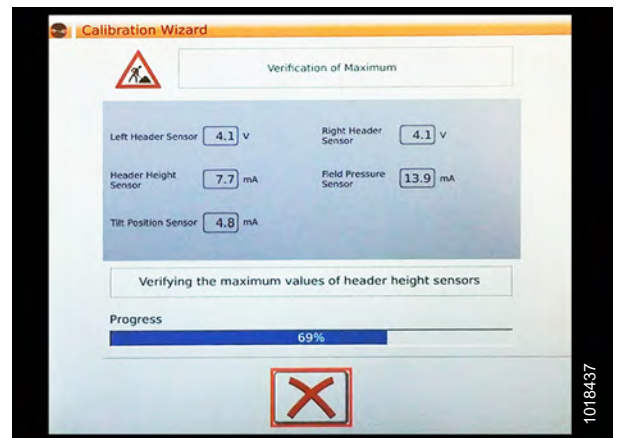 Calibration Wizard
Verification of Maximum
Left Header Sensor 4.1 V
Right Header
Sensor 4.1 V
Header Height
Sensor 7.7 mA
Field Pressure
Sensor 13.9 mA
Tilt Position Sensor 4.8 mA
Verifying the maximum values of header height sensors
Progress
69%
1018437